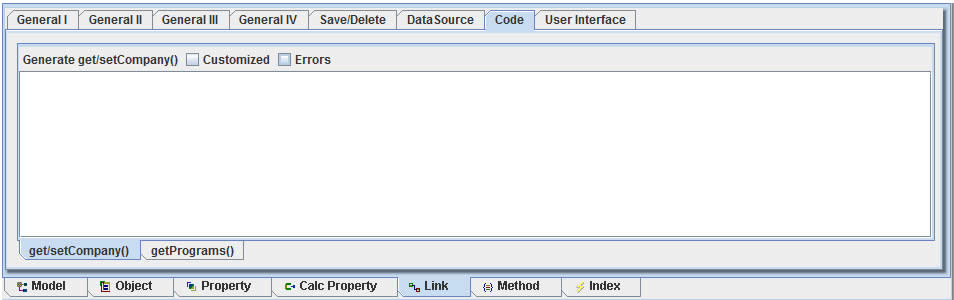 General I General II General III General IV Save/Delete DataSource Code User Interface
Generate get/setCompany() Customized Errors
get/setCompany() getPrograms()
Model Object Property Calc Property Link Method Index